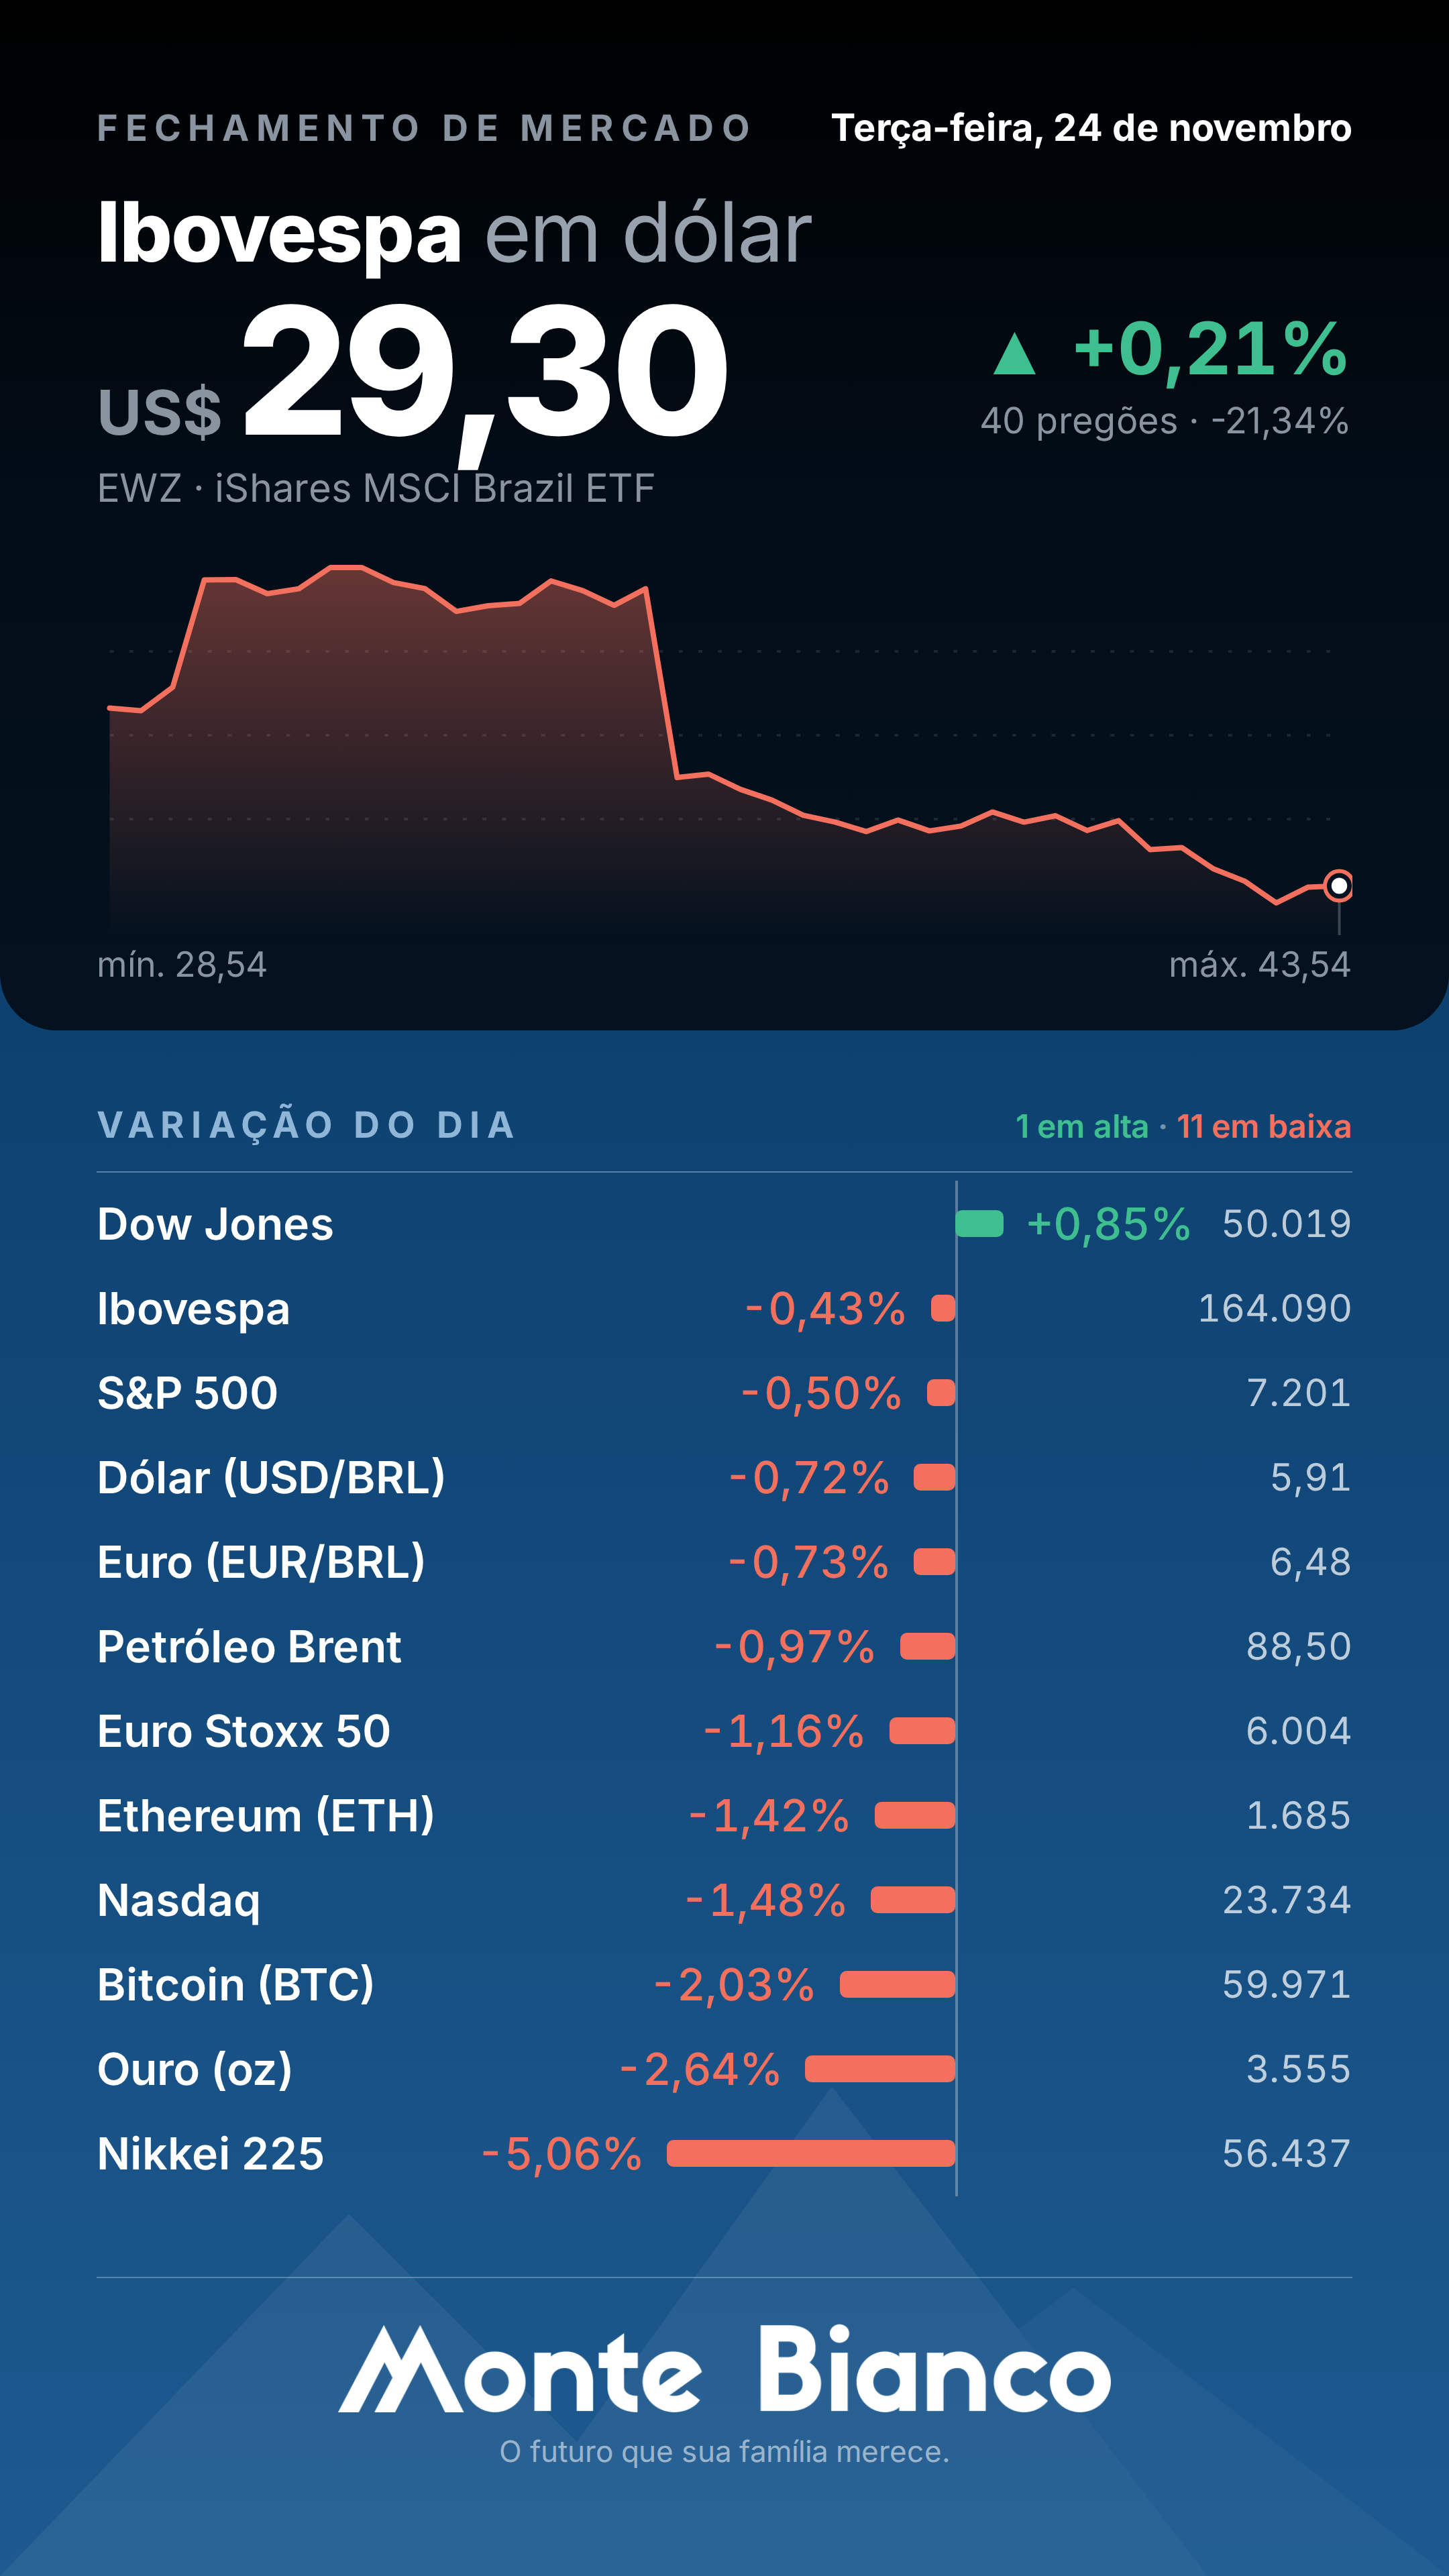 FECHAMENTO DE MERCADO Terça-feira, 24 de novembro
Ibovespa em dólar
US$ 29,30 ▲ +0,21%
40 pregões · -21,34%
EWZ · iShares MSCI Brazil ETF
mín. 28,54 máx. 43,54
VARIAÇÃO DO DIA 1 em alta · 11 em baixa
Dow Jones +0,85% 50.019
Ibovespa -0,43% 164.090
S&P 500 -0,50% 7.201
Dólar (USD/BRL) -0,72% 5,91
Euro (EUR/BRL) -0,73% 6,48
Petróleo Brent -0,97% 88,50
Euro Stoxx 50 -1,16% 6.004
Ethereum (ETH) -1,42% 1.685
Nasdaq -1,48% 23.734
Bitcoin (BTC) -2,03% 59.971
Ouro (oz) -2,64% 3.555
Nikkei 225 -5,06% 56.437
Monte Bianco
O futuro que sua família merece.